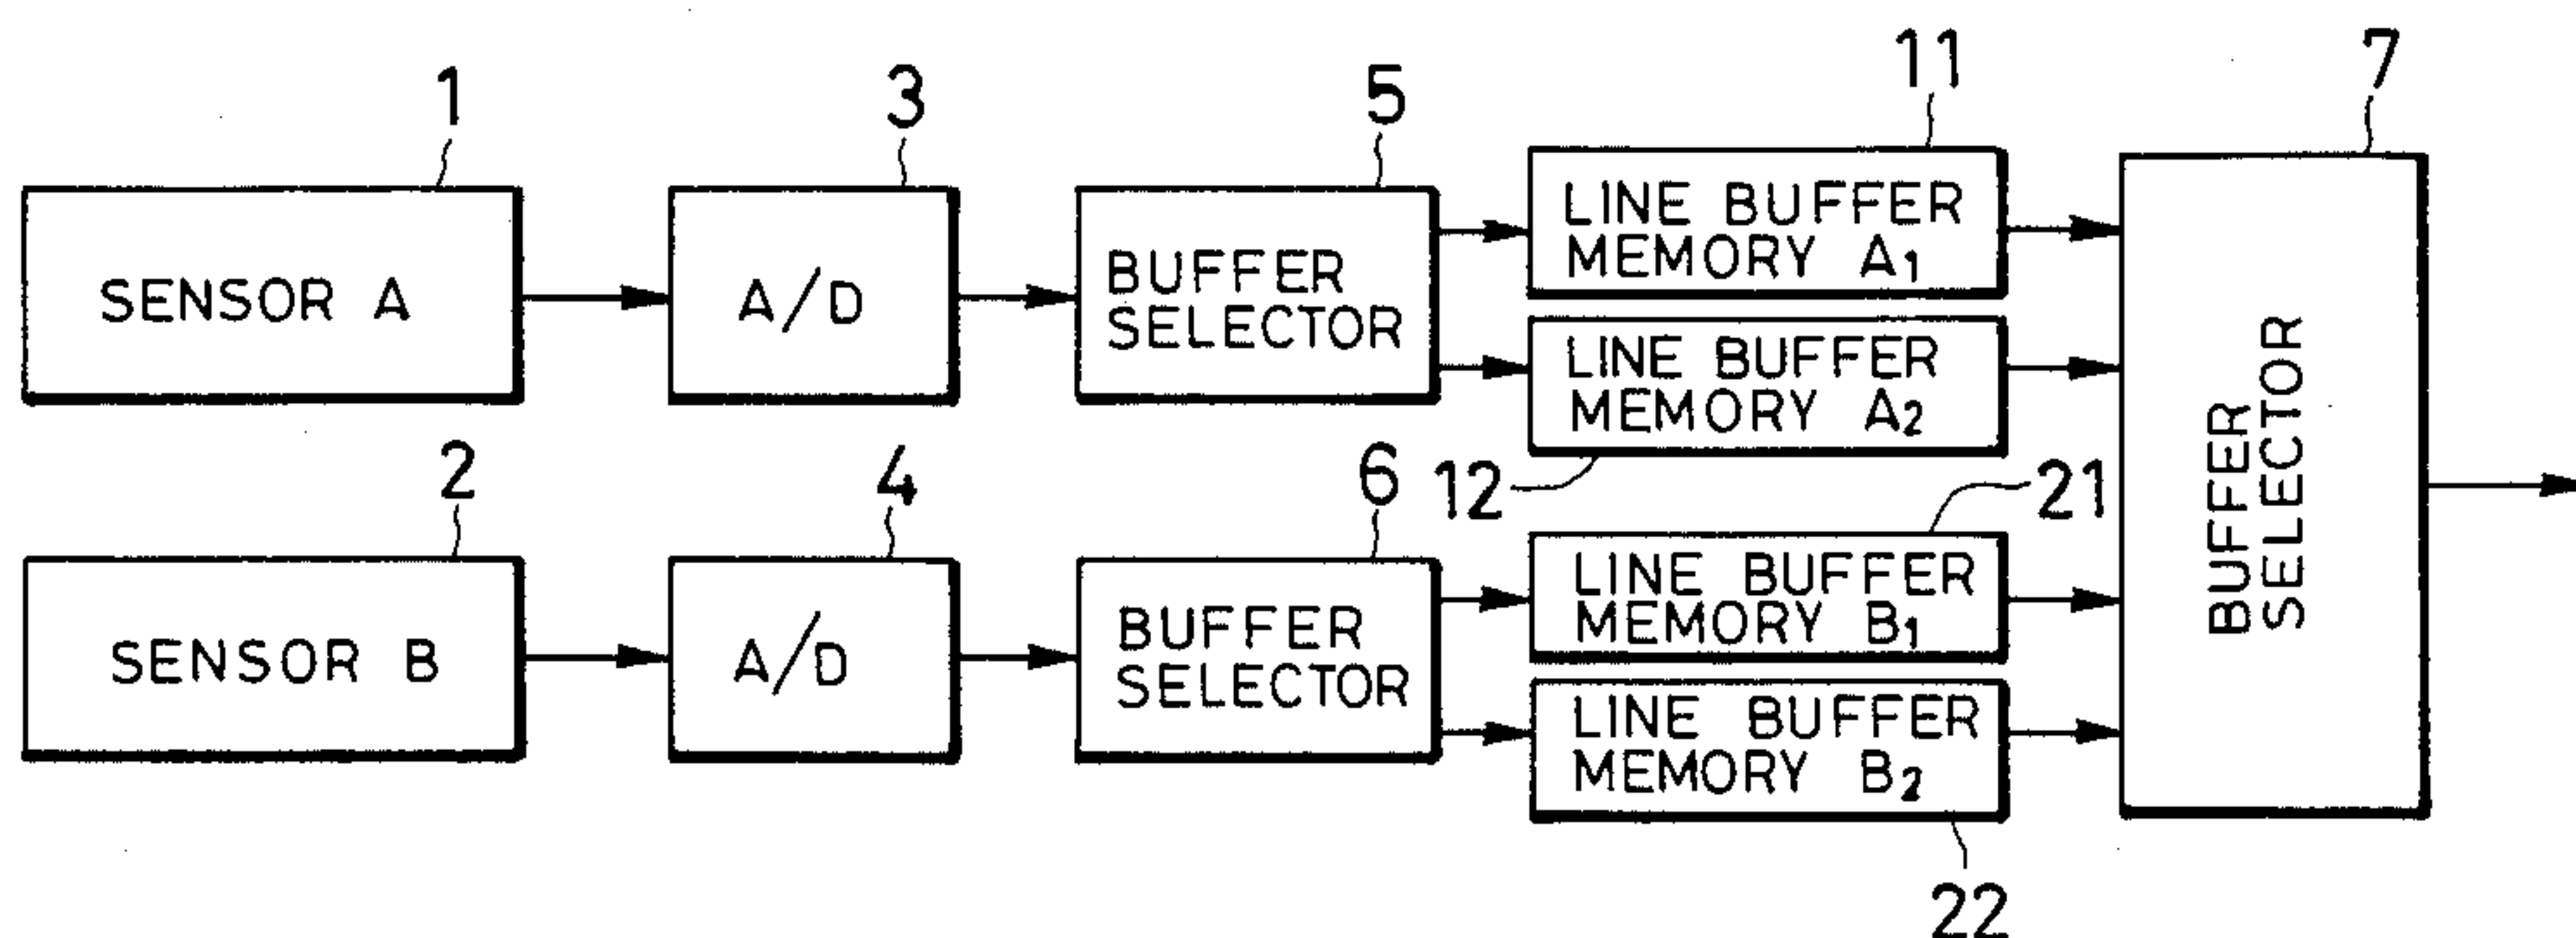 1
3
5
11
7
SENSOR A
A/D
BUFFER
SELECTOR
LINE BUFFER
MEMORY A1
LINE BUFFER
MEMORY A2
BUFFER
SELECTOR
2
4
6
12
21
SENSOR B
A/D
BUFFER
SELECTOR
LINE BUFFER
MEMORY B1
LINE BUFFER
MEMORY B2
22